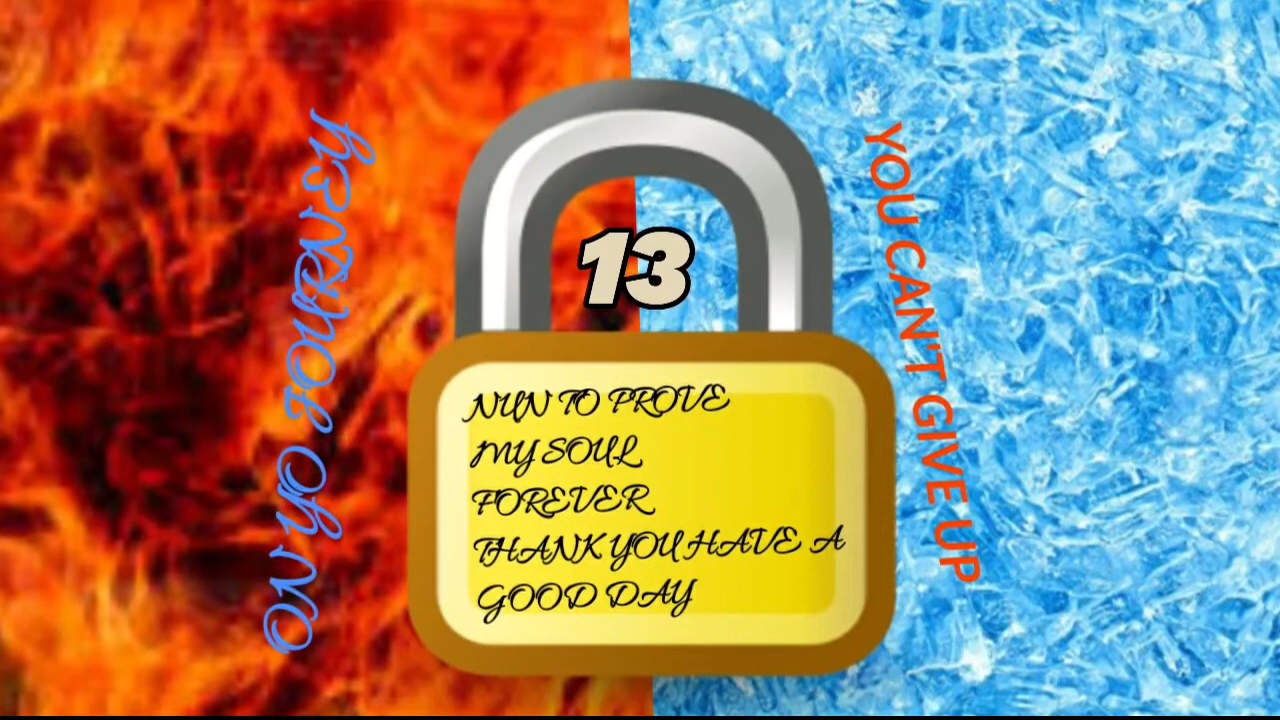 ON YO JOURNEY
YOU CAN'T GIVE UP
13
NUN TO PROVE
MY SOUL
FOREVER
THANK YOU HAVE A
GOOD DAY